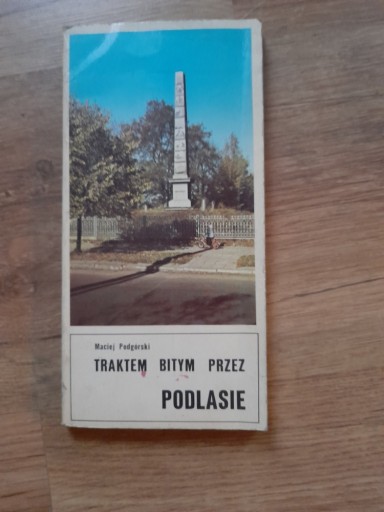 Maciej Podgórski
TRAKTEM BITYM PRZEZ
PODLASIE